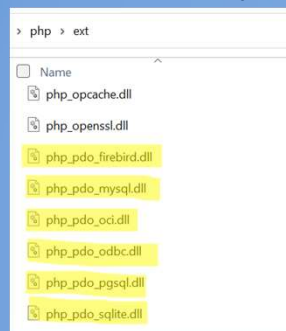 > php > ext
Name
php_opcache.dll
php_openssl.dll
php_pdo_firebird.dll
php_pdo_mysql.dll
php_pdo_oci.dll
php_pdo_odbc.dll
php_pdo_pgsql.dll
php_pdo_sqlite.dll